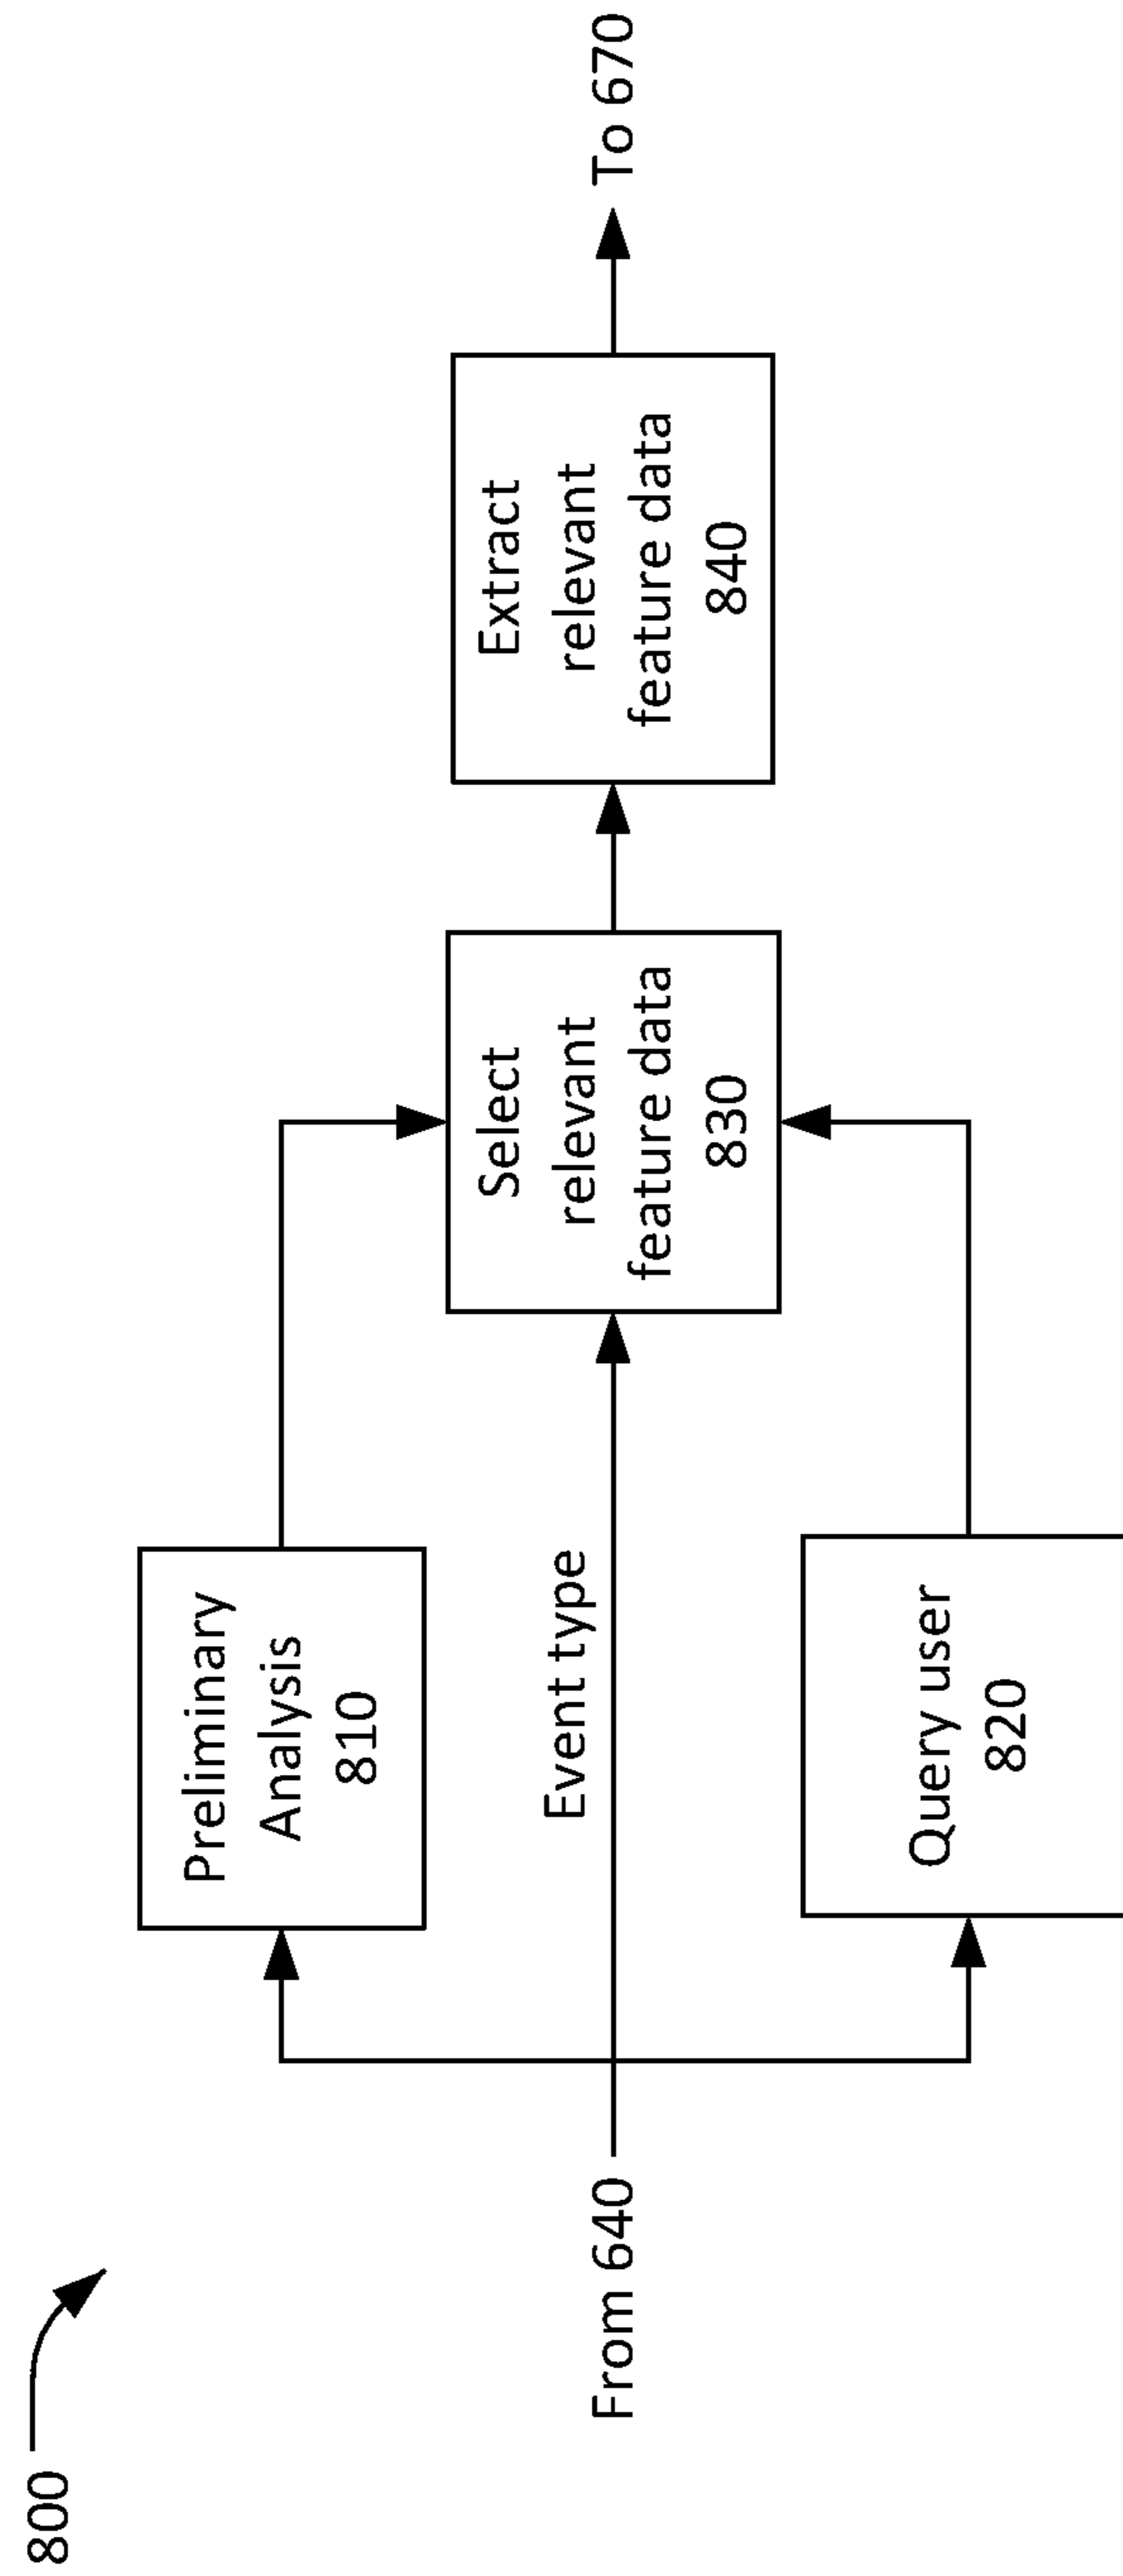 800
From 640
Preliminary
Analysis
810
Event type
Query user
820
Select
relevant
feature data
830
Extract
relevant
feature data
840
To 670